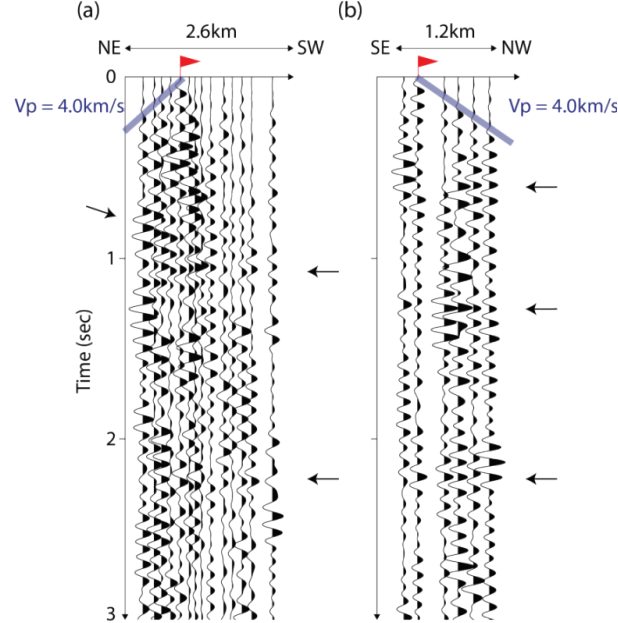 (a)
2.6km
NE
SW
0
Vp = 4.0km/s
1
Time (sec)
2
3
(b)
1.2km
SE
NW
Vp = 4.0km/s